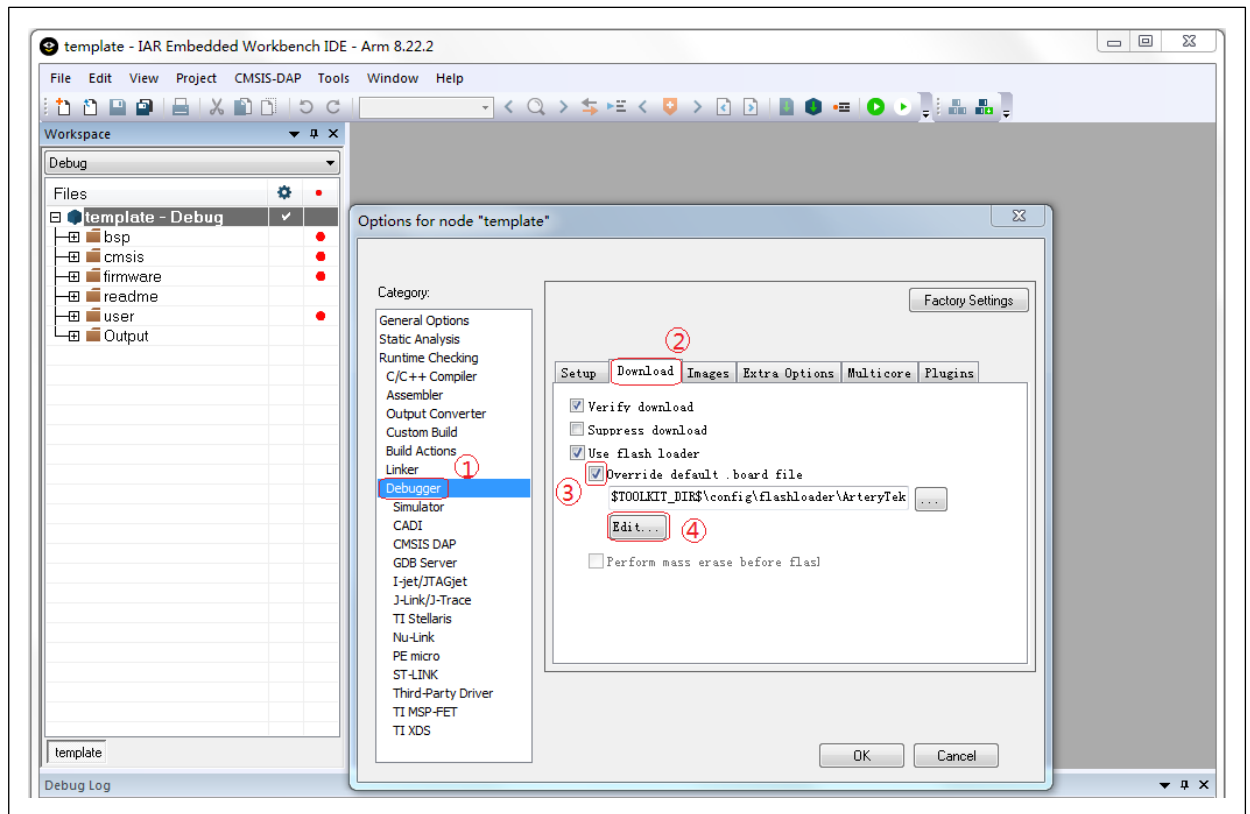 template - IAR Embedded Workbench IDE - Arm 8.22.2
File Edit View Project CMSIS-DAP Tools Window Help
Workspace
Debug
Files
template - Debug
bsp
cmsis
firmware
readme
user
Output
template
Debug Log
Options for node "template"
Category:
Factory Settings
General Options
Static Analysis
Runtime Checking
C/C++ Compiler
Assembler
Output Converter
Custom Build
Build Actions
Linker
①
Debugger
Simulator
CADI
CMSIS DAP
GDB Server
I-jet/JTAGjet
J-Link/J-Trace
TI Stellaris
Nu-Link
PE micro
ST-LINK
Third-Party Driver
TI MSP-FET
TI XDS
②
Setup Download Images Extra Options Multicore Plugins
Verify download
Suppress download
Use flash loader
Override default .board file
③
$TOOLKIT_DIR$\config\flashloader\ArteryTek ...
Edit... ④
Perform mass erase before flasl
OK Cancel